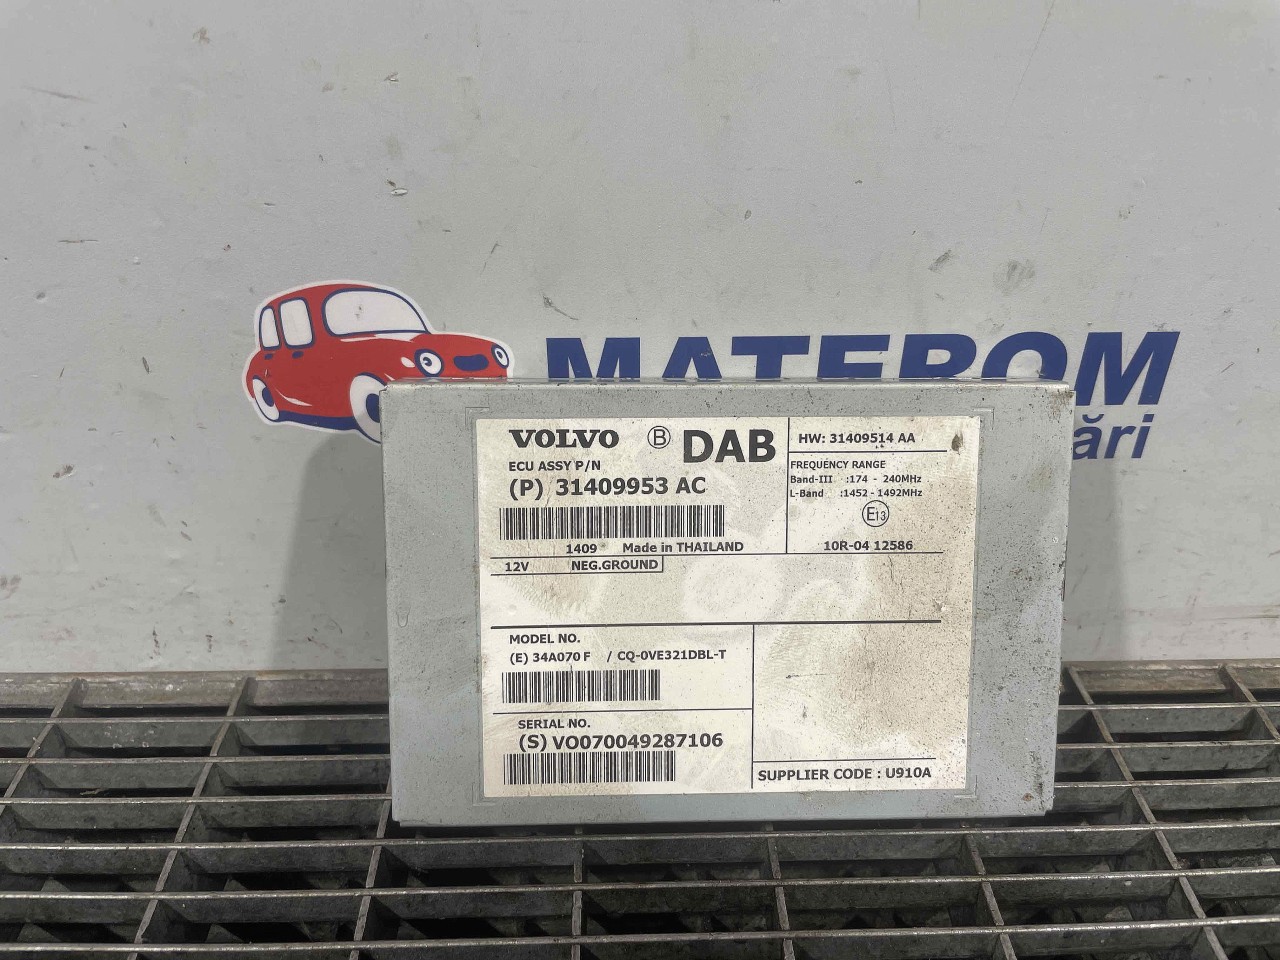 MATEROM
ări
VOLVO B DAB
ECU ASSY P/N
(P) 31409953 AC
1409 Made in THAILAND
HW: 31409514 AA
FREQUENCY RANGE
Band-III :174 - 240MHz
L-Band :1452 - 1492MHz
E13
10R-04 12586
12V NEG.GROUND
MODEL NO.
(E) 34A070 F / CQ-0VE321DBL-T
SERIAL NO.
(S) VO070049287106
SUPPLIER CODE : U910A